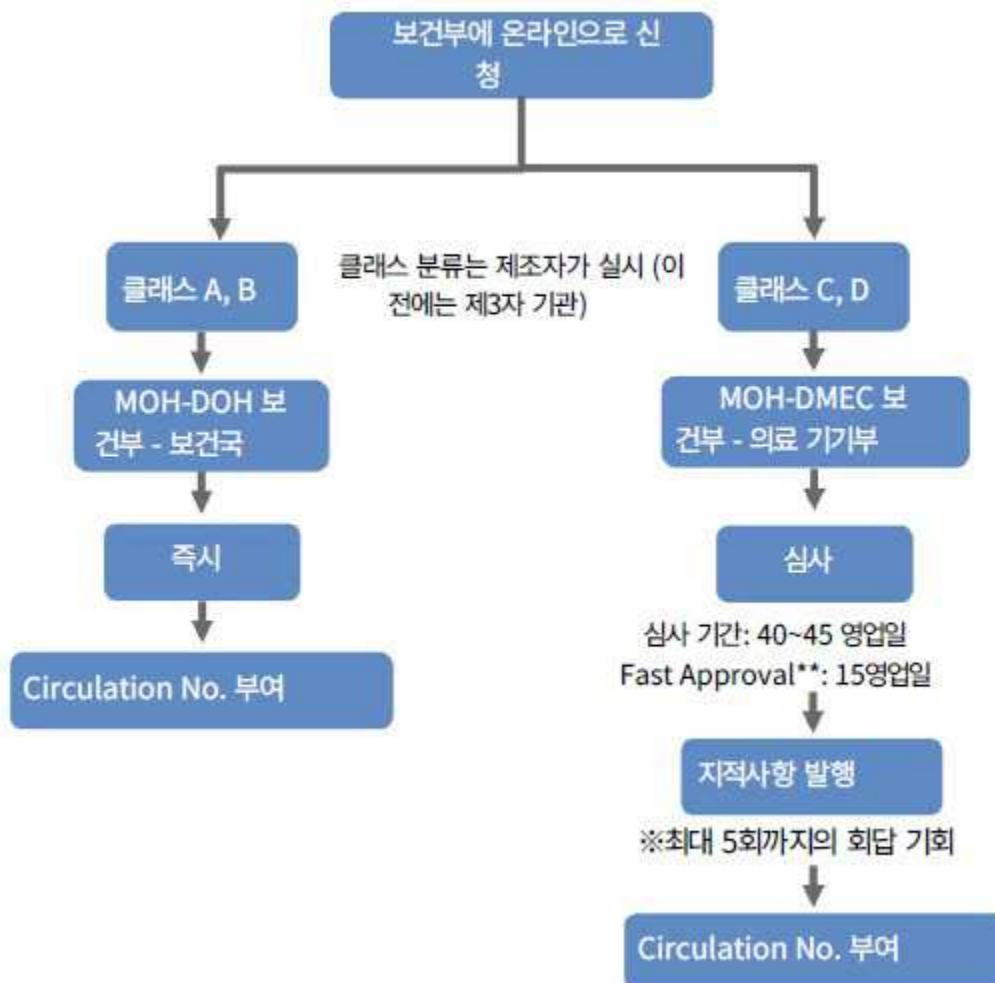 보건부에 온라인으로 신
청
클래스 A, B
클래스 분류는 제조자가 실시 (이
전에는 제3자 기관)
클래스 C, D
MOH-DOH 보
건부 - 보건국
MOH-DMEC 보
건부 - 의료 기기부
즉시
심사
심사 기간: 40~45 영업일
Fast Approval**: 15영업일
Circulation No. 부여
지적사항 발행
※최대 5회까지의 회답 기회
Circulation No. 부여